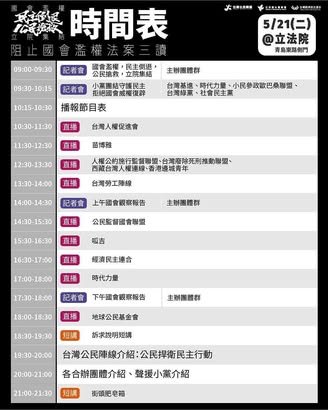 國會濫權
民主倒退
公民搶救
立院集結
時間表
5/21(二)
@立法院
青島東路側門
阻止國會濫權法案三讀
09:00-09:30 記者會 國會濫權，民主倒退，
公民搶救，立院集結 主辦團體群
09:30-10:15 記者會 小黨團結守護民主
拒絕國會威權復辟 台灣基進、時代力量、小民參政歐巴桑聯盟、
台灣綠黨、社會民主黨
10:15-10:30 播報節目表
10:30-11:30 直播 台灣人權促進會
11:30-12:30 直播 苗博雅
12:30-13:30 直播 人權公約施行監督聯盟、台灣廢除死刑推動聯盟、
西藏台灣人權連線、香港邊城青年
13:30-14:00 直播 台灣勞工陣線
14:00-14:30 記者會 上午國會觀察報告 主辦團體群
14:30-15:30 直播 公民監督國會聯盟
15:30-16:30 直播 呱吉
16:30-17:00 直播 經濟民主連合
17:00-17:30 直播 時代力量
17:30-18:00 記者會 下午國會觀察報告 主辦團體群
18:00-18:30 直播 地球公民基金會
18:30-19:30 短講 訴求說明短講
19:30-20:00 台灣公民陣線介紹：公民捍衛民主行動
20:00-21:00 各合辦團體介紹、聲援小黨介紹
21:00-21:30 短講 街頭肥皂箱